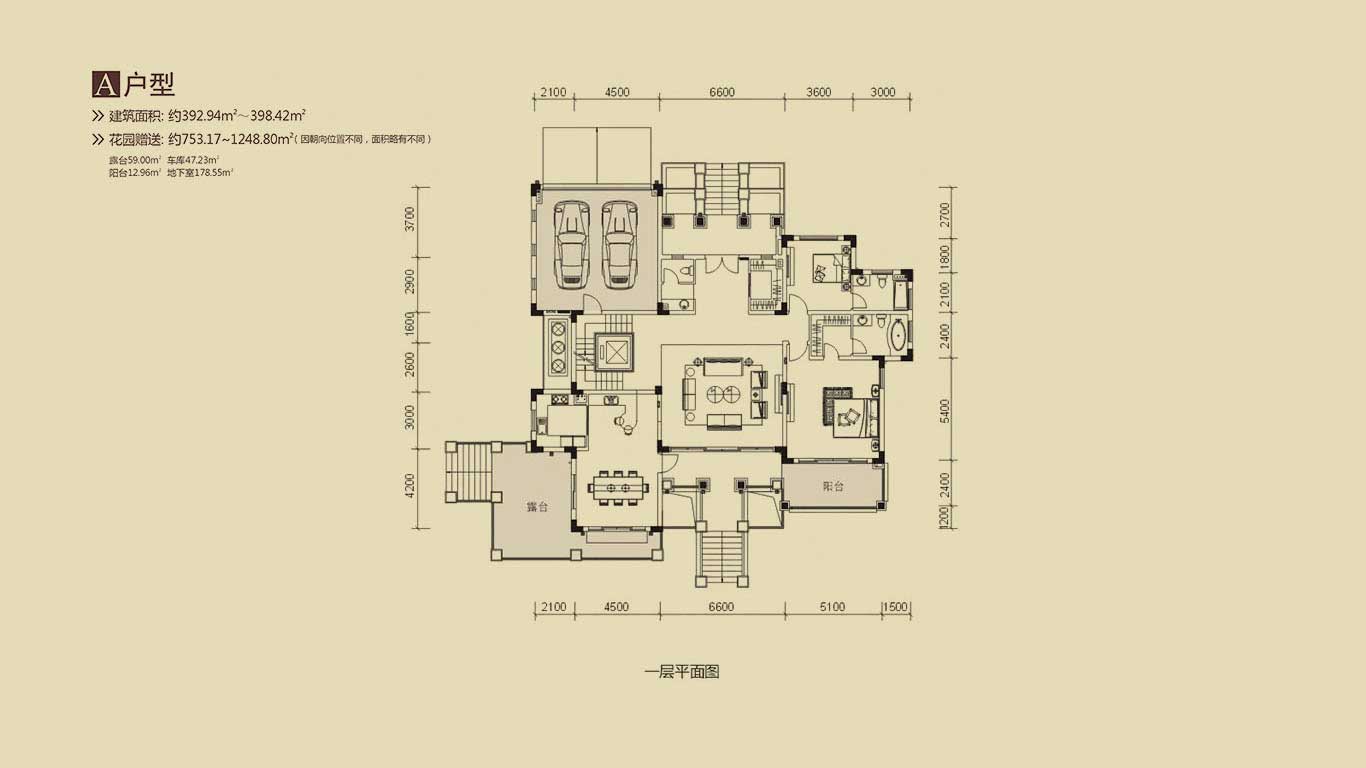 A户型
建筑面积: 约392.94㎡～398.42㎡
花园赠送: 约753.17~1248.80㎡(因朝向位置不同，面积略有不同)
露台59.00㎡ 车库47.23㎡
阳台12.96㎡ 地下室178.55㎡
2100 4500 6600 3600 3000
3700
2900
1600
2600
3000
4200
2700
1800
2100
2400
5400
2400
1200
阳台
露台
2100 4500 6600 5100 1500
一层平面图